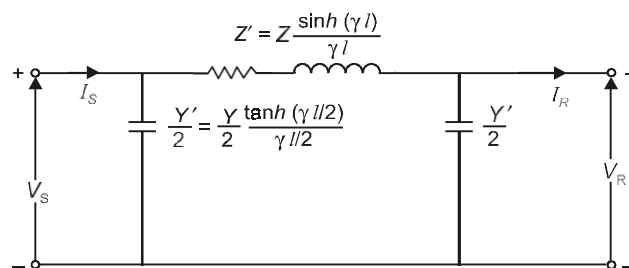 Z′ = Z sinh (γ l) / γ l
+
I_S
I_R
-
Y′/2 = Y/2 tanh (γ l/2) / γ l/2
Y′/2
V_S
V_R
–
–